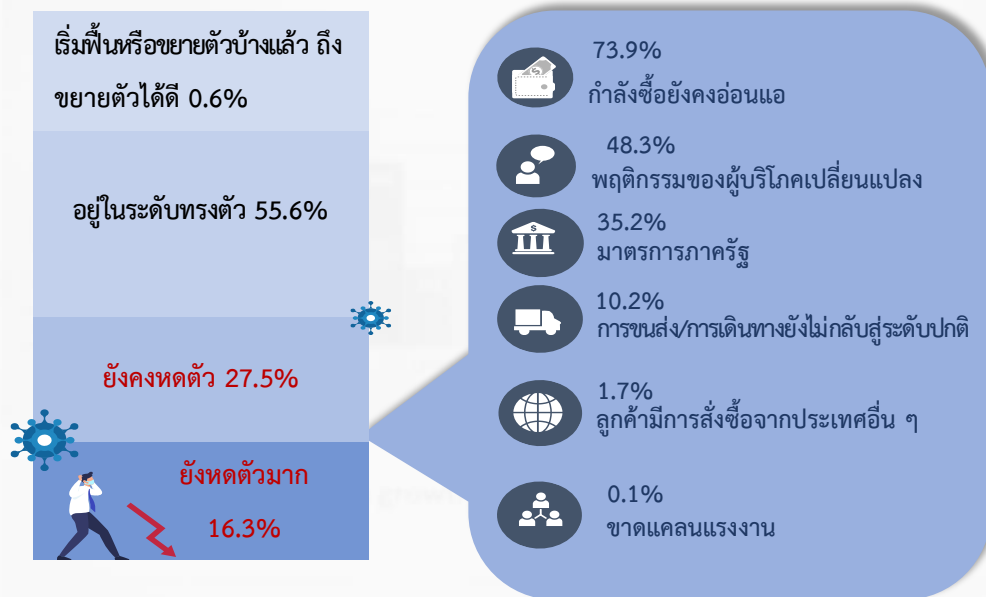 เริ่มฟื้นหรือขยายตัวบ้างแล้ว ถึง
ขยายตัวได้ดี 0.6%
อยู่ในระดับทรงตัว 55.6%
ยังคงหดตัว 27.5%
ยังหดตัวมาก
16.3%
73.9%
กำลังซื้อยังคงอ่อนแอ
48.3%
พฤติกรรมของผู้บริโภคเปลี่ยนแปลง
35.2%
มาตรการภาครัฐ
10.2%
การขนส่ง/การเดินทางยังไม่กลับสู่ระดับปกติ
1.7%
ลูกค้ามีการสั่งซื้อจากประเทศอื่น ๆ
0.1%
ขาดแคลนแรงงาน